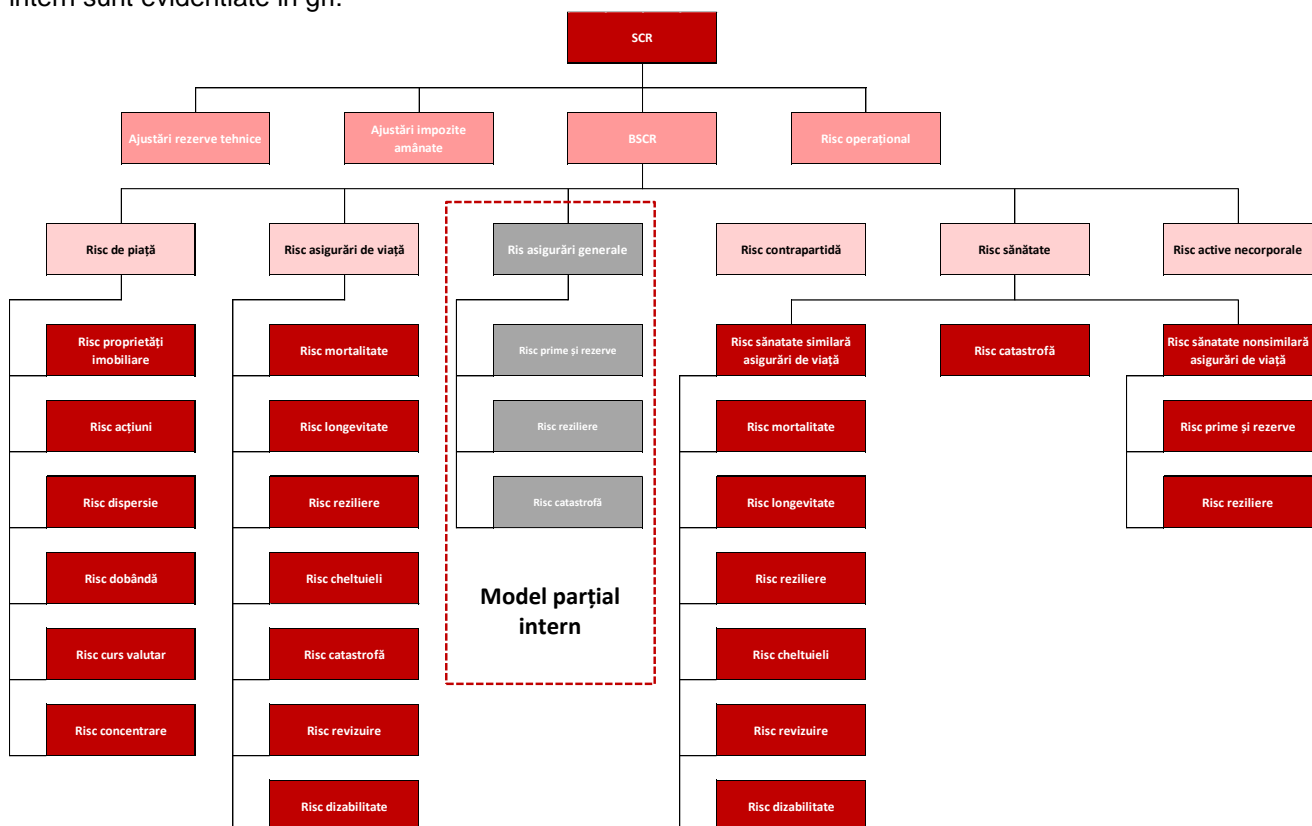 intern sunt evidentiate in gri.
SCR
Ajustări rezerve tehnice
Ajustări impozite
amânate
BSCR
Risc operațional
Risc de piață
Risc asigurări de viață
Ris asigurări generale
Risc contrapartidă
Risc sănătate
Risc active necorporale
Risc proprietăți
imobiliare
Risc mortalitate
Risc prime și rezerve
Risc sănatate similară
asigurări de viață
Risc catastrofă
Risc sănătate nonsimilară
asigurări de viață
Risc acțiuni
Risc longevitate
Risc reziliere
Risc mortalitate
Risc prime și rezerve
Risc dispersie
Risc reziliere
Risc catastrofă
Risc longevitate
Risc reziliere
Risc dobândă
Risc cheltuieli
Model parțial
intern
Risc reziliere
Risc curs valutar
Risc catastrofă
Risc cheltuieli
Risc concentrare
Risc revizuire
Risc revizuire
Risc dizabilitate
Risc dizabilitate